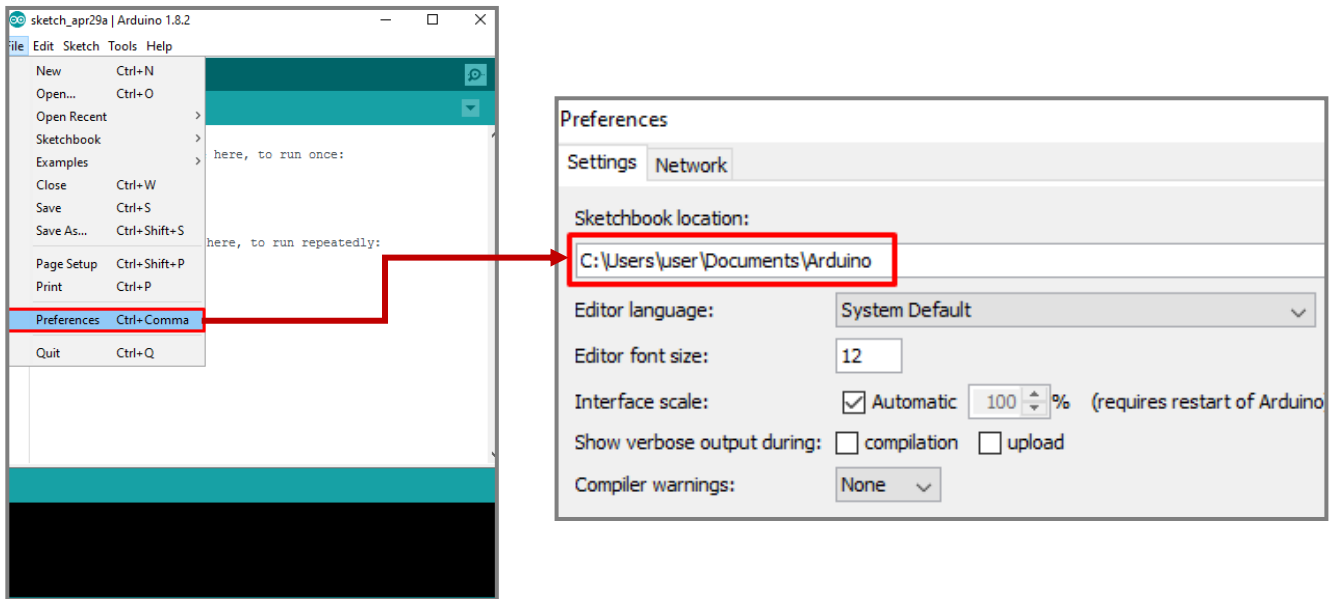 sketch_apr29a | Arduino 1.8.2
File Edit Sketch Tools Help
New Ctrl+N
Open... Ctrl+O
Open Recent
Sketchbook
Examples
Close Ctrl+W
Save Ctrl+S
Save As... Ctrl+Shift+S
Page Setup Ctrl+Shift+P
Print Ctrl+P
Preferences Ctrl+Comma
Quit Ctrl+Q
here, to run once:
here, to run repeatedly:
Preferences
Settings Network
Sketchbook location:
C:\Users\user\Documents\Arduino
Editor language: System Default
Editor font size: 12
Interface scale: Automatic 100 % (requires restart of Arduino
Show verbose output during: compilation upload
Compiler warnings: None